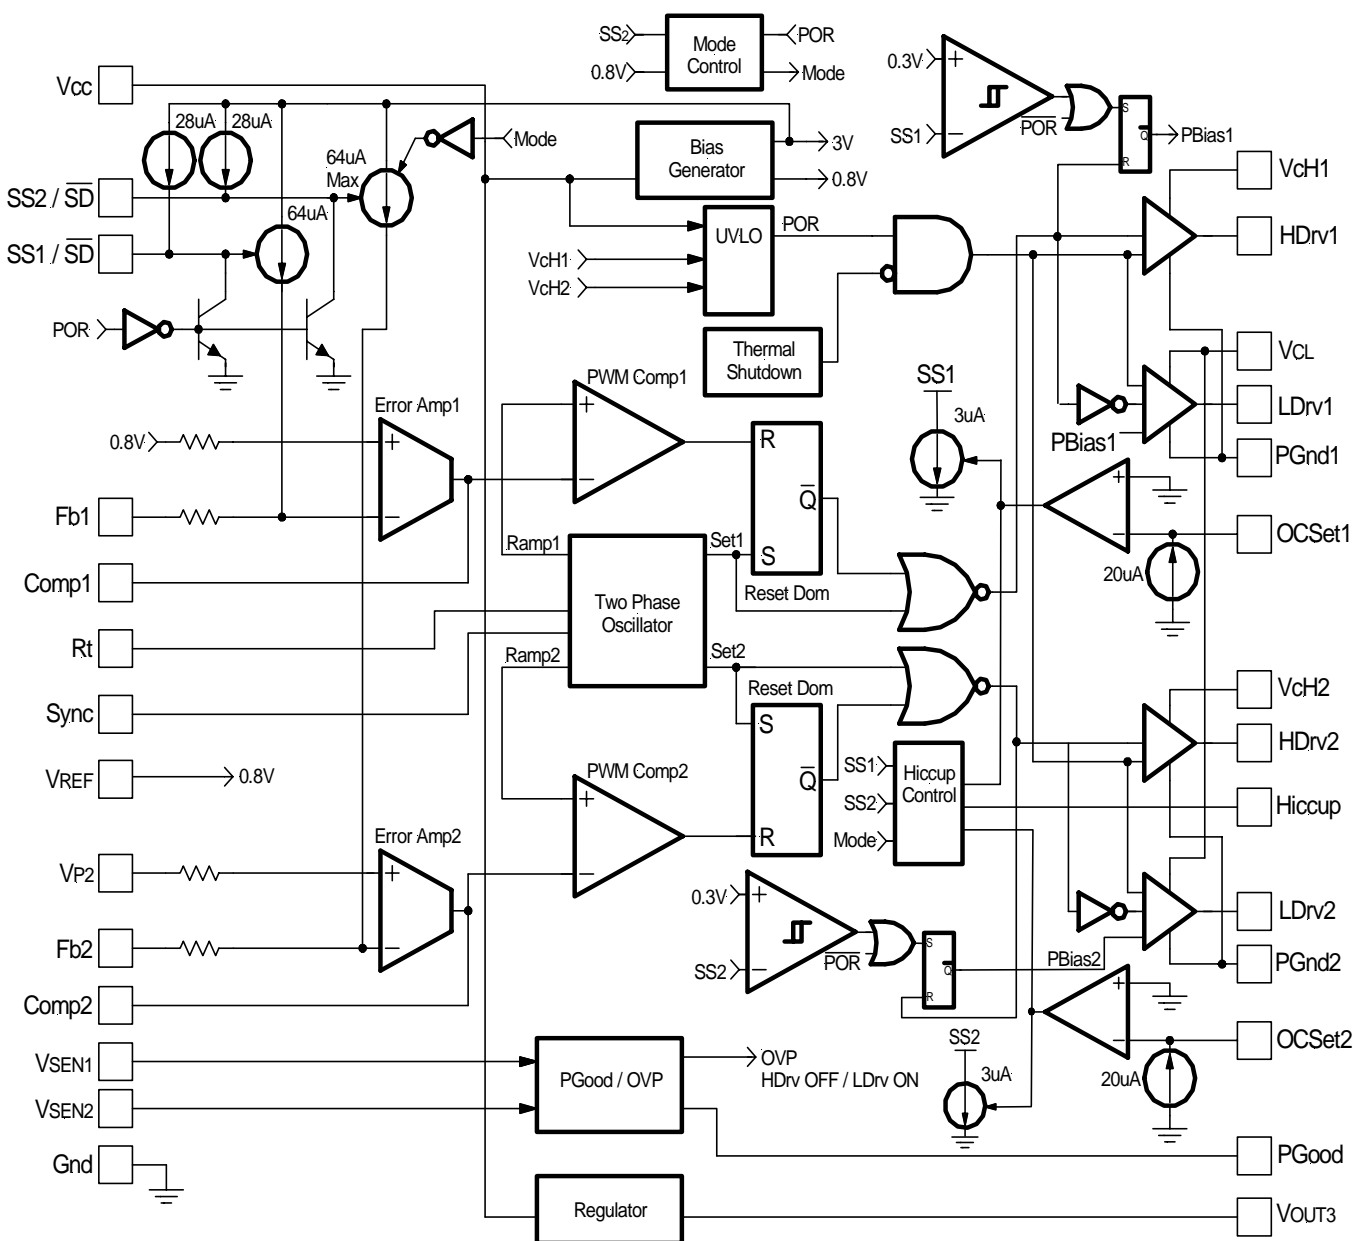 SS2
POR
Mode
Control
0.8V
Mode
0.3V
SS1
POR
S
Q
R
PBias1
Vcc
28uA
28uA
64uA
Max
Mode
Bias
Generator
3V
0.8V
SS2 / SD
64uA
SS1 / SD
UVLO
POR
VcH1
VcH2
VcH1
HDrv1
POR
Thermal
Shutdown
VCL
LDrv1
PBias1
PGnd1
SS1
3uA
PWM Comp1
+
−
Error Amp1
0.8V
+
−
R
Q
S
Reset Dom
+
−
OCSet1
20uA
Fb1
Comp1
Rt
Sync
VREF
0.8V
Ramp1
Set1
Two Phase
Oscillator
Ramp2
Set2
Reset Dom
S
Q
R
PWM Comp2
+
−
SS1
SS2
Mode
Hiccup
Control
VcH2
HDrv2
Hiccup
VP2
Error Amp2
+
−
Fb2
Comp2
0.3V
+
SS2
−
POR
S
Q
R
PBias2
LDrv2
PGnd2
+
−
OCSet2
20uA
SS2
3uA
VSEN1
VSEN2
PGood / OVP
OVP
HDrv OFF / LDrv ON
Gnd
PGood
Regulator
VOUT3